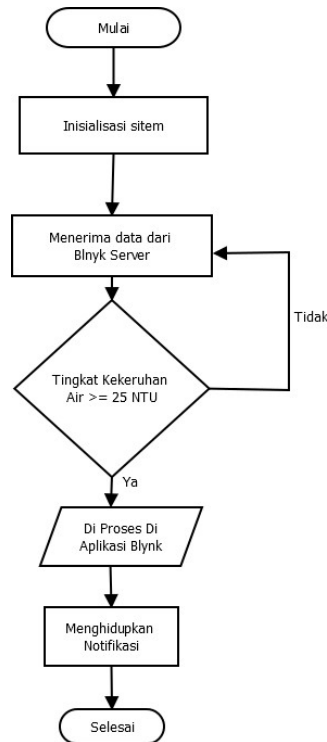 Mulai
Inisialisasi sitem
Menerima data dari
Blnyk Server
Tidak
Tingkat Kekeruhan
Air >= 25 NTU
Ya
Di Proses Di
Aplikasi Blynk
Menghidupkan
Notifikasi
Selesai